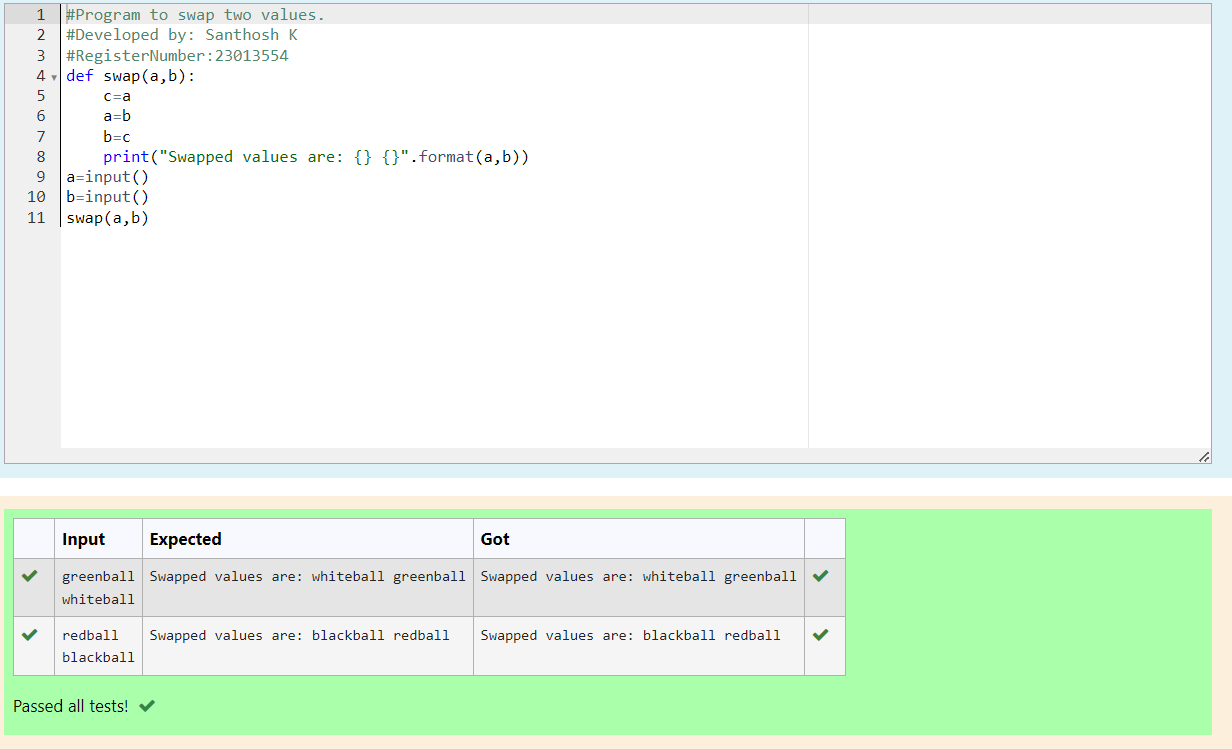 1 #Program to swap two values.
2 #Developed by: Santhosh K
3 #RegisterNumber:23013554
4 def swap(a,b):
5     c=a
6     a=b
7     b=c
8     print("Swapped values are: {} {}".format(a,b))
9 a=input()
10 b=input()
11 swap(a,b)
Input Expected Got
greenball Swapped values are: whiteball greenball Swapped values are: whiteball greenball
whiteball
redball Swapped values are: blackball redball Swapped values are: blackball redball
blackball
Passed all tests!